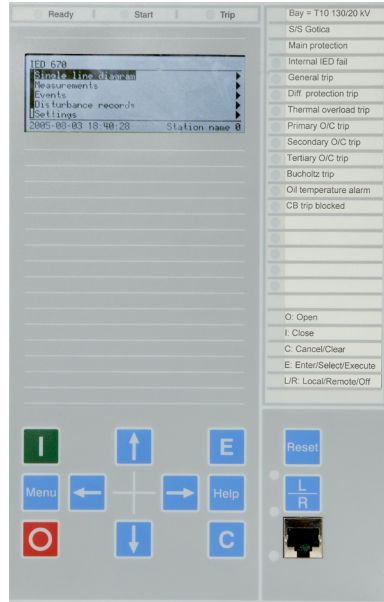 Ready Start Trip
IED 670
Single line diagram
Measurements
Events
Disturbance records
Settings
2005-08-03 18:40:28 Station name 0
Bay = T10 130/20 kV
S/S Gotica
Main protection
Internal IED fail
General trip
Diff. protection trip
Thermal overload trip
Primary O/C trip
Secondary O/C trip
Tertiary O/C trip
Bucholtz trip
Oil temperature alarm
CB trip blocked
O: Open
I: Close
C: Cancel/Clear
E: Enter/Select/Execute
L/R: Local/Remote/Off
I E Reset
Menu Help L
R
O C